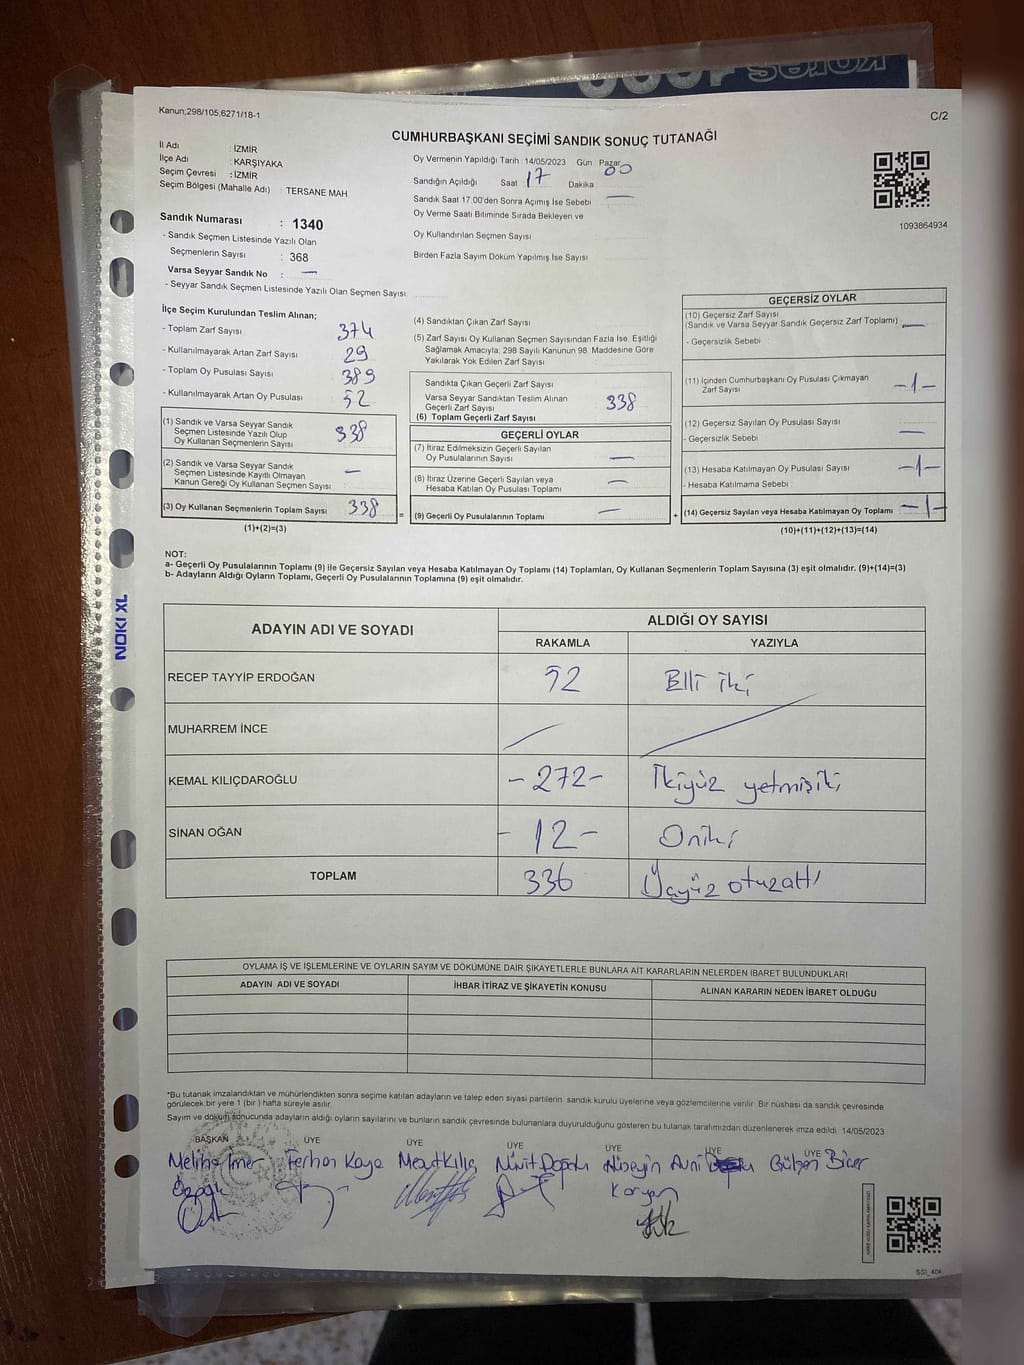 Kanun;298/105,6271/18-1
C/2
CUMHURBAŞKANI SEÇİMİ SANDIK SONUÇ TUTANAĞI
İl Adı : İZMİR
İlçe Adı : KARŞIYAKA
Seçim Çevresi : İZMİR
Seçim Bölgesi (Mahalle Adı) : TERSANE MAH.
Sandık Numarası : 1340
- Sandık Seçmen Listesinde Yazılı Olan
Seçmenlerin Sayısı : 368
Varsa Seyyar Sandık No : —
- Seyyar Sandık Seçmen Listesinde Yazılı Olan Seçmen Sayısı:
Oy Vermenin Yapıldığı Tarih : 14/05/2023 Gün Pazar
Sandığın Açıldığı Saat 17 Dakika 00
Sandık Saat 17:00'den Sonra Açımış İse Sebebi —
Oy Verme Saati Bitiminde Sırada Bekleyen ve
Oy Kullandırılan Seçmen Sayısı
Birden Fazla Sayım Döküm Yapılmış İse Sayısı
1093864934
İlçe Seçim Kurulundan Teslim Alınan;
- Toplam Zarf Sayısı 374
- Kullanılmayarak Artan Zarf Sayısı 29
- Toplam Oy Pusulası Sayısı 389
- Kullanılmayarak Artan Oy Pusulası 52
(1) Sandık ve Varsa Seyyar Sandık
Seçmen Listesinde Yazılı Olup
Oy Kullanan Seçmenlerin Sayısı 338
(2) Sandık ve Varsa Seyyar Sandık
Seçmen Listesinde Kayıtlı Olmayan
Kanun Gereği Oy Kullanan Seçmen Sayısı —
(3) Oy Kullanan Seçmenlerin Toplam Sayısı 338
(1)+(2)=(3)
(4) Sandıktan Çıkan Zarf Sayısı
(5) Zarf Sayısı Oy Kullanan Seçmen Sayısından Fazla İse, Eşitliği
Sağlamak Amacıyla; 298 Sayılı Kanunun 98. Maddesine Göre
Yakılarak Yok Edilen Zarf Sayısı
Sandıkta Çıkan Geçerli Zarf Sayısı
Varsa Seyyar Sandıktan Teslim Alınan
Geçerli Zarf Sayısı 338
(6) Toplam Geçerli Zarf Sayısı
GEÇERLİ OYLAR
(7) İtiraz Edilmeksizin Geçerli Sayılan
Oy Pusulalarının Sayısı —
(8) İtiraz Üzerine Geçerli Sayılan veya
Hesaba Katılan Oy Pusulası Toplamı —
= (9) Geçerli Oy Pusulalarının Toplamı — +
GEÇERSİZ OYLAR
(10) Geçersiz Zarf Sayısı
(Sandık ve Varsa Seyyar Sandık Geçersiz Zarf Toplamı) —
- Geçersizlik Sebebi
(11) İçinden Cumhurbaşkanı Oy Pusulası Çıkmayan
Zarf Sayısı -1-
(12) Geçersiz Sayılan Oy Pusulası Sayısı
- Geçersizlik Sebebi —
(13) Hesaba Katılmayan Oy Pusulası Sayısı -1-
- Hesaba Katılmama Sebebi
(14) Geçersiz Sayılan veya Hesaba Katılmayan Oy Toplamı -1-
(10)+(11)+(12)+(13)=(14)
NOT:
a- Geçerli Oy Pusulalarının Toplamı (9) ile Geçersiz Sayılan veya Hesaba Katılmayan Oy Toplamı (14) Toplamları, Oy Kullanan Seçmenlerin Toplam Sayısına (3) eşit olmalıdır. (9)+(14)=(3)
b- Adayların Aldığı Oyların Toplamı, Geçerli Oy Pusulalarının Toplamına (9) eşit olmalıdır.
ADAYIN ADI VE SOYADI ALDIĞI OY SAYISI
RAKAMLA YAZIYLA
RECEP TAYYİP ERDOĞAN 52 Elli iki
MUHARREM İNCE
KEMAL KILIÇDAROĞLU -272- İkiyüz yetmişiki
SİNAN OĞAN -12- Oniki
TOPLAM 336 Üçyüz otuzaltı
OYLAMA İŞ VE İŞLEMLERİNE VE OYLARIN SAYIM VE DÖKÜMÜNE DAİR ŞİKAYETLERLE BUNLARA AİT KARARLARIN NELERDEN İBARET BULUNDUKLARI
ADAYIN ADI VE SOYADI İHBAR İTİRAZ VE ŞİKAYETİN KONUSU ALINAN KARARIN NEDEN İBARET OLDUĞU
*Bu tutanak imzalandıktan ve mühürlendikten sonra seçime katılan adayların ve talep eden siyasi partilerin sandık kurulu üyelerine veya gözlemcilerine verilir. Bir nüshası da sandık çevresinde
görülecek bir yere 1 (bir) hafta süreyle asılır.
Sayım ve döküm sonucunda adayların aldığı oyların sayılarını ve bunların sandık çevresinde bulunanlara duyurulduğunu gösteren bu tutanak tarafımızdan düzenlenerek imza edildi. 14/05/2023
BAŞKAN ÜYE ÜYE ÜYE ÜYE ÜYE ÜYE
Ferhan Kaya Mesut Kılıç Hüseyin Avni Gülşen Biçer
SSI_404
NOKI XL